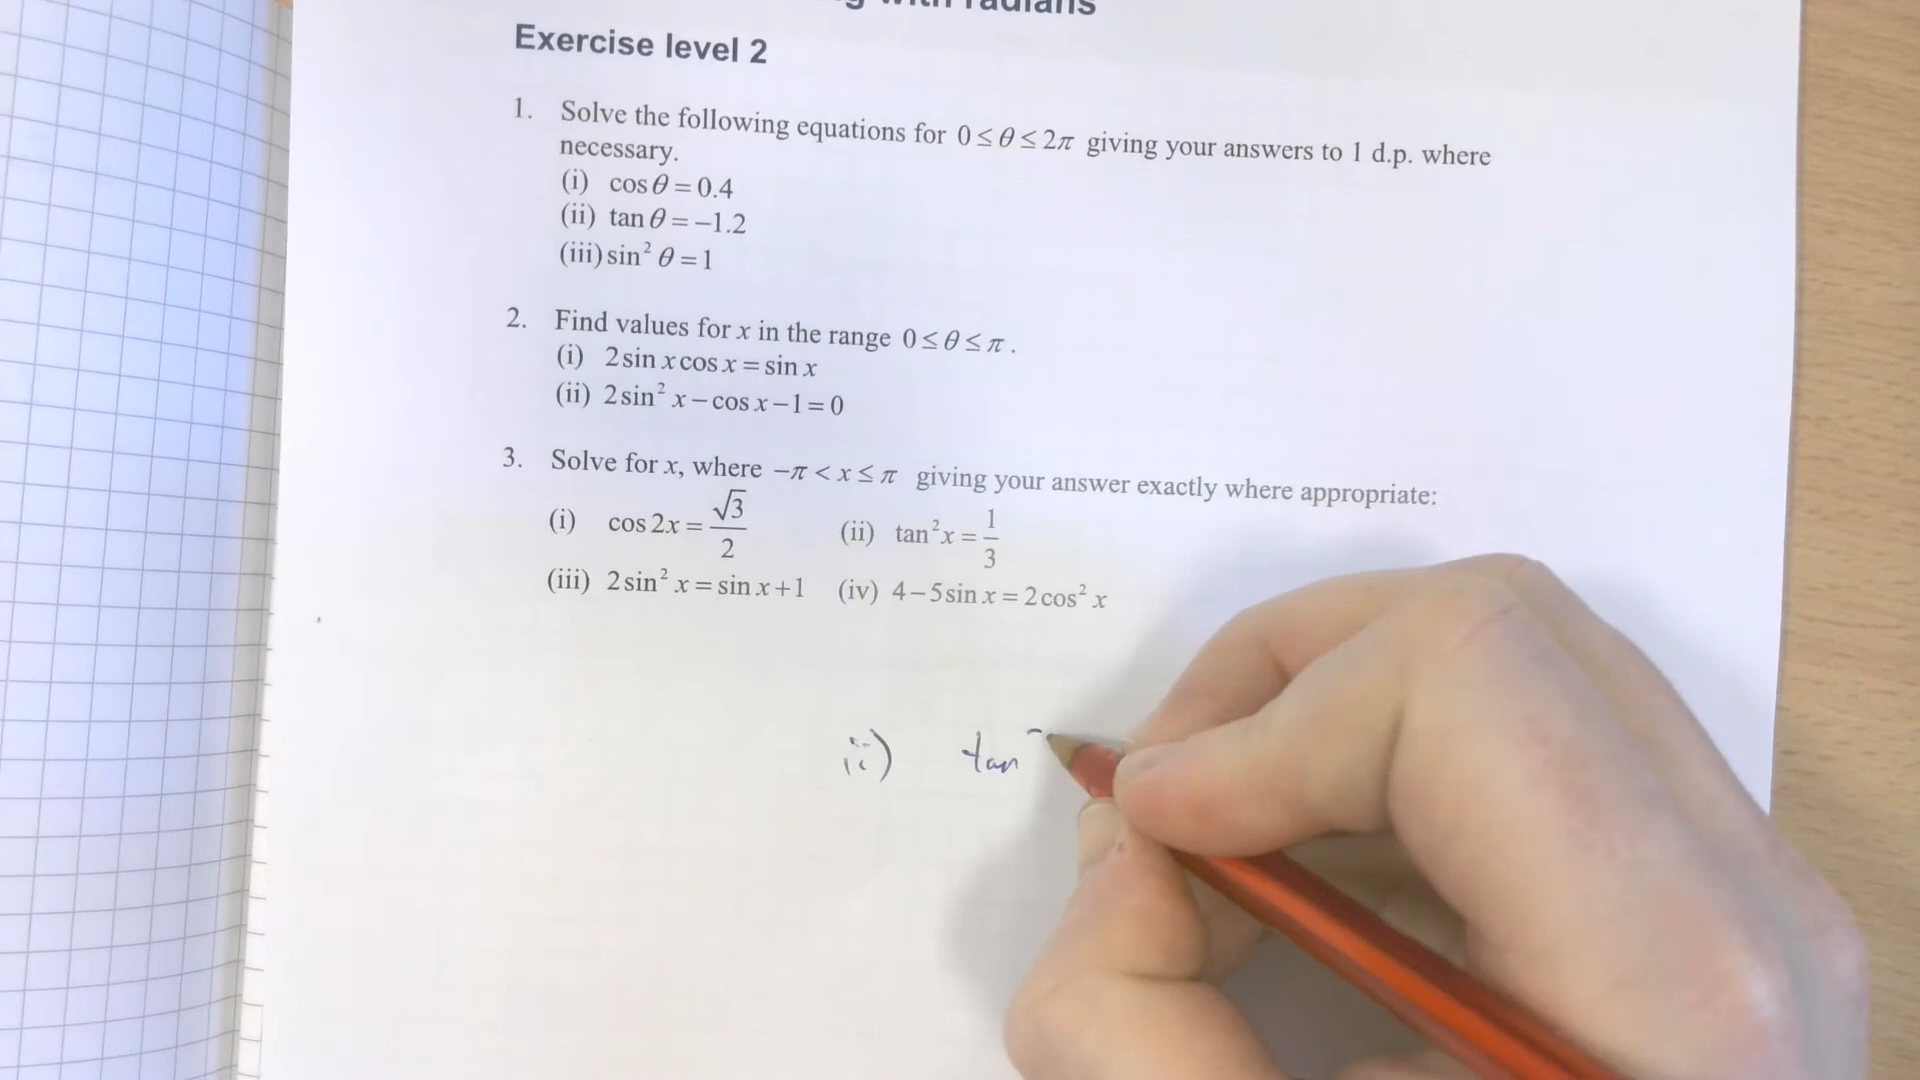 with radians
Exercise level 2
1. Solve the following equations for 0 ≤ θ ≤ 2π giving your answers to 1 d.p. where
necessary.
(i) cos θ = 0.4
(ii) tan θ = −1.2
(iii) sin² θ = 1
2. Find values for x in the range 0 ≤ θ ≤ π.
(i) 2 sin x cos x = sin x
(ii) 2 sin² x − cos x − 1 = 0
3. Solve for x, where −π < x ≤ π giving your answer exactly where appropriate:
(i) cos 2x = √3/2 (ii) tan² x = 1/3
(iii) 2 sin² x = sin x + 1 (iv) 4 − 5 sin x = 2 cos² x
ii) tan